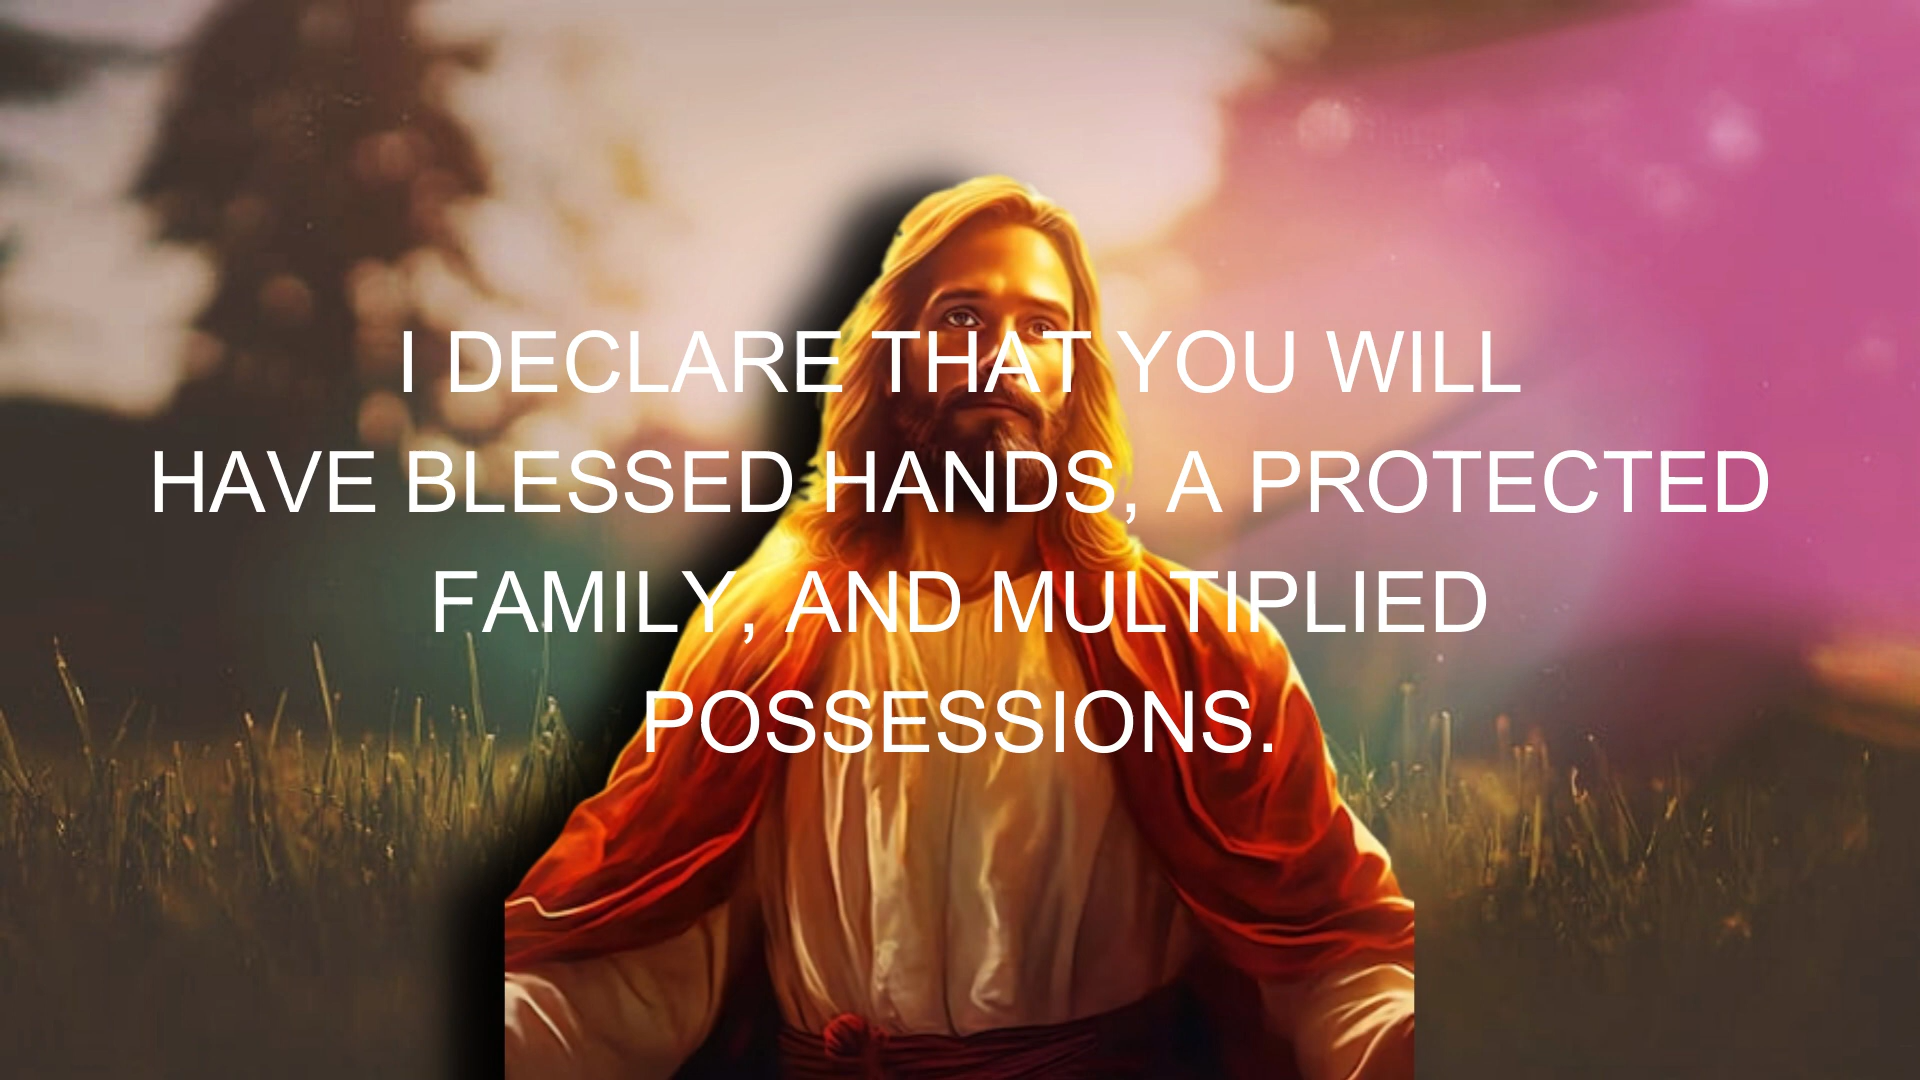 I DECLARE THAT YOU WILL
HAVE BLESSED HANDS, A PROTECTED
FAMILY, AND MULTIPLIED
POSSESSIONS.